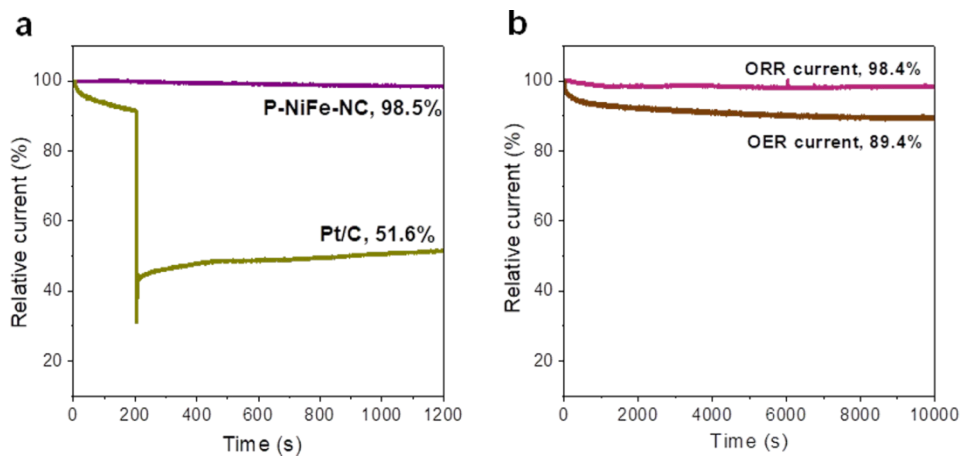 a
Relative current (%)
100
80
60
40
20
P-NiFe-NC, 98.5%
Pt/C, 51.6%
0
200
400
600
800
1000
1200
Time (s)
b
Relative current (%)
100
80
60
40
20
ORR current, 98.4%
OER current, 89.4%
0
2000
4000
6000
8000
10000
Time (s)